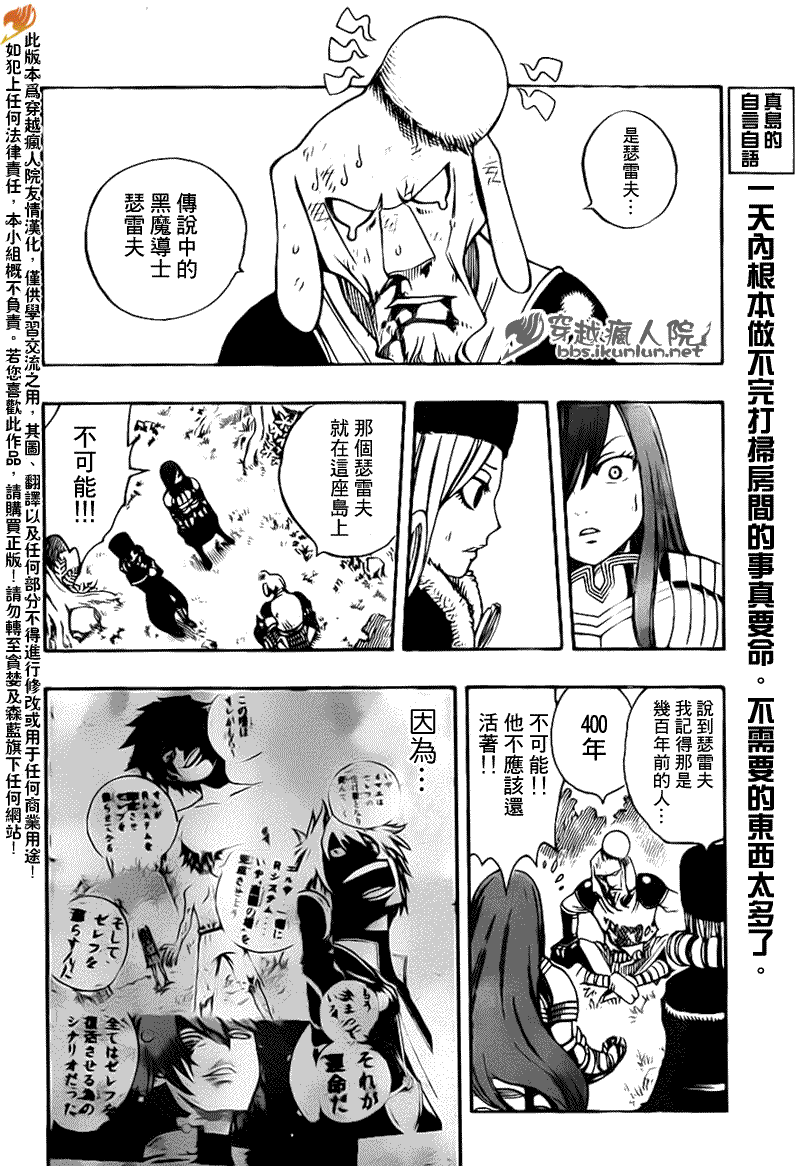 真島的
自言自語
一天內根本做不完打掃房間的事真要命。不需要的東西太多了。
是瑟雷夫…
傳說中的
黑魔導士
瑟雷夫
穿越瘋人院
bbs.ikunlun.net
那個瑟雷夫
就在這座島上
不可能!!!
說到瑟雷夫
我記得那是
幾百年前的人…
400年
不可能!!
他不應該還
活著!!
因為…
そして
ゼレフを
全てはゼレフを
復活させる為の
シナリオだった
それが
運命だ
此版本爲穿越瘋人院友情漢化，僅供學習交流之用，其圖、翻譯以及任何部分不得進行修改或用于任何商業用途！
如犯上任何法律責任，本小組概不負責。若您喜歡此作品，請購買正版！請勿轉至貪婪及森藍旗下任何網站！